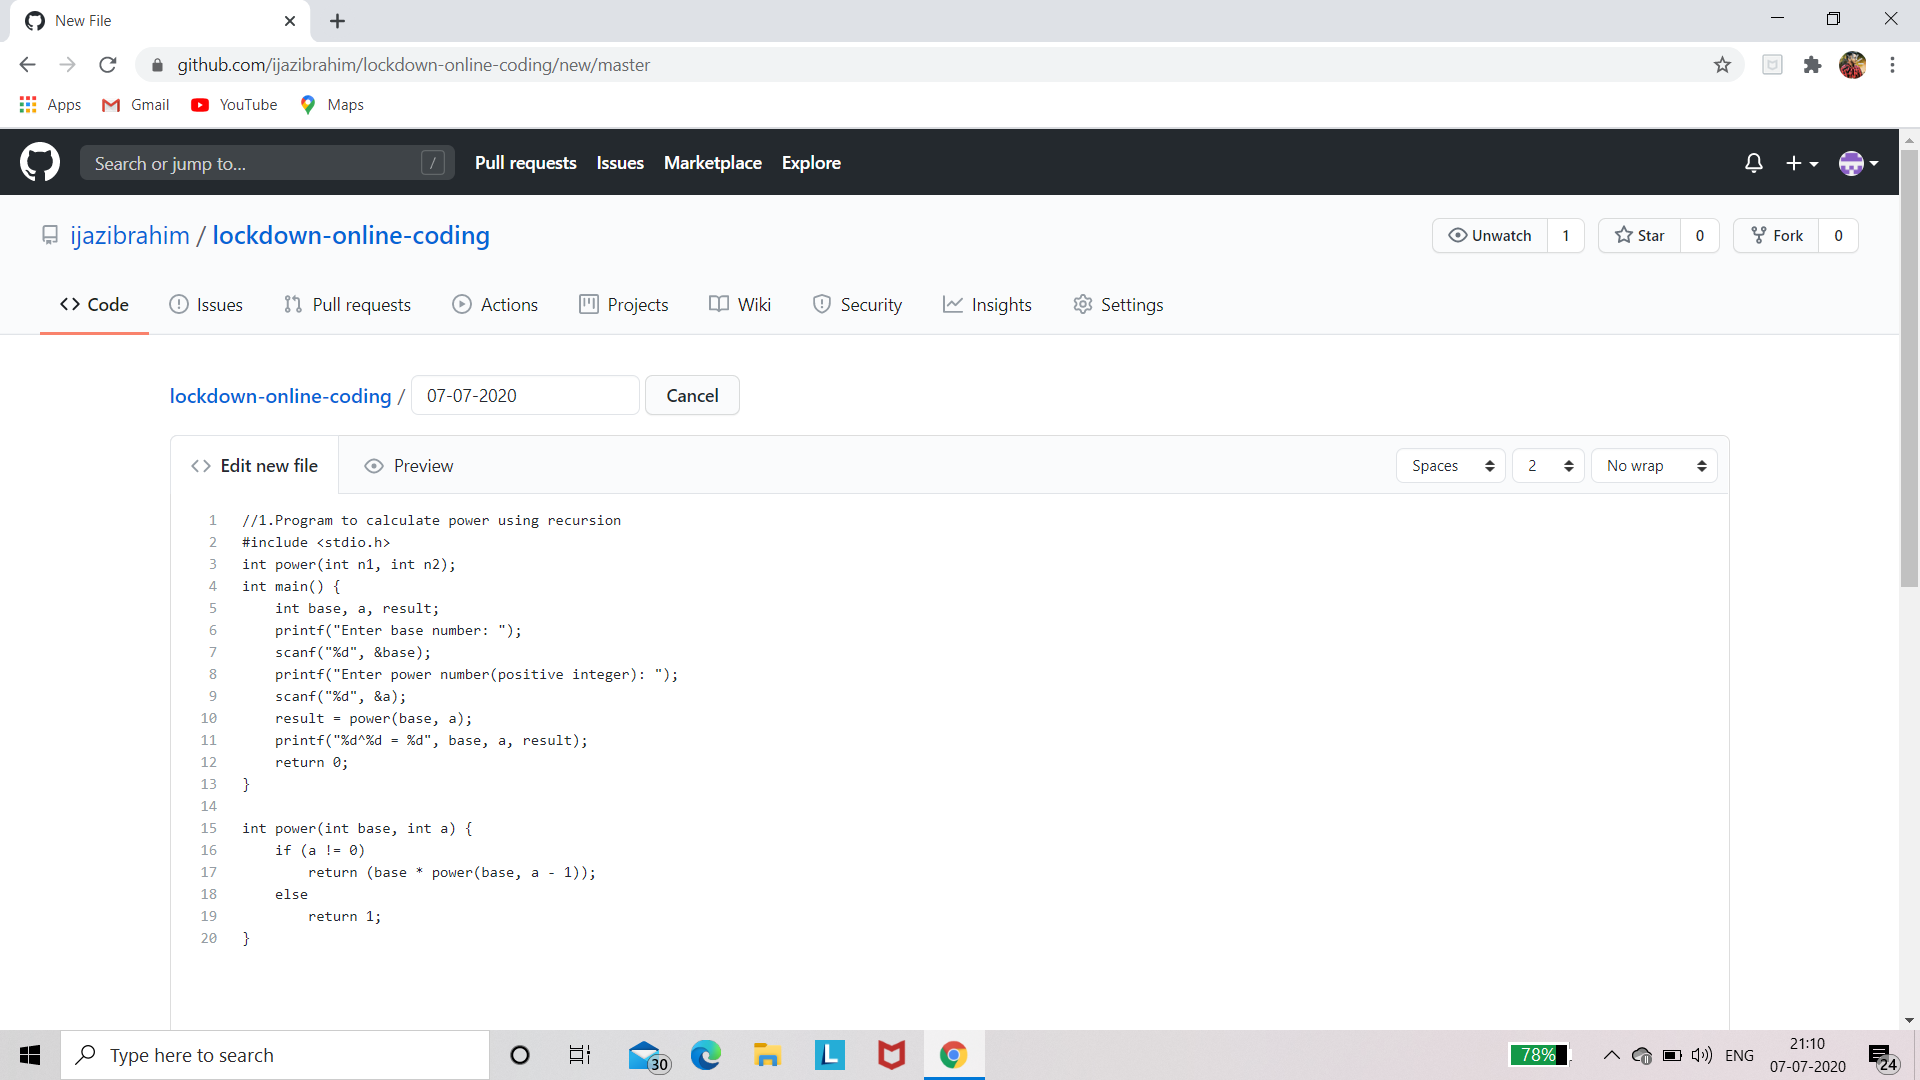 New File
github.com/ijazibrahim/lockdown-online-coding/new/master
Apps Gmail YouTube Maps
Search or jump to... / Pull requests Issues Marketplace Explore
ijazibrahim / lockdown-online-coding Unwatch 1 Star 0 Fork 0
Code Issues Pull requests Actions Projects Wiki Security Insights Settings
lockdown-online-coding / 07-07-2020 Cancel
Edit new file Preview Spaces 2 No wrap
1 //1.Program to calculate power using recursion
2 #include <stdio.h>
3 int power(int n1, int n2);
4 int main() {
5     int base, a, result;
6     printf("Enter base number: ");
7     scanf("%d", &base);
8     printf("Enter power number(positive integer): ");
9     scanf("%d", &a);
10     result = power(base, a);
11     printf("%d^%d = %d", base, a, result);
12     return 0;
13 }
14
15 int power(int base, int a) {
16     if (a != 0)
17         return (base * power(base, a - 1));
18     else
19         return 1;
20 }
Type here to search 30 L 78% ENG 21:10
07-07-2020 24